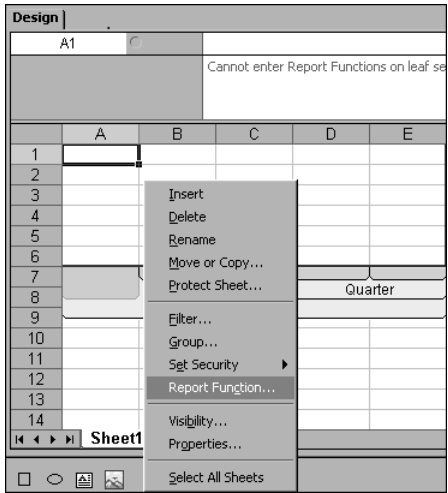 Design
A1
Cannot enter Report Functions on leaf se
A B C D E
1
2
3
4
5
6
7
8
9
10
11
12
13
14
Quarter
Insert
Delete
Rename
Move or Copy...
Protect Sheet...
Filter...
Group...
Set Security
Report Function...
Visibility...
Properties...
Select All Sheets
Sheet1